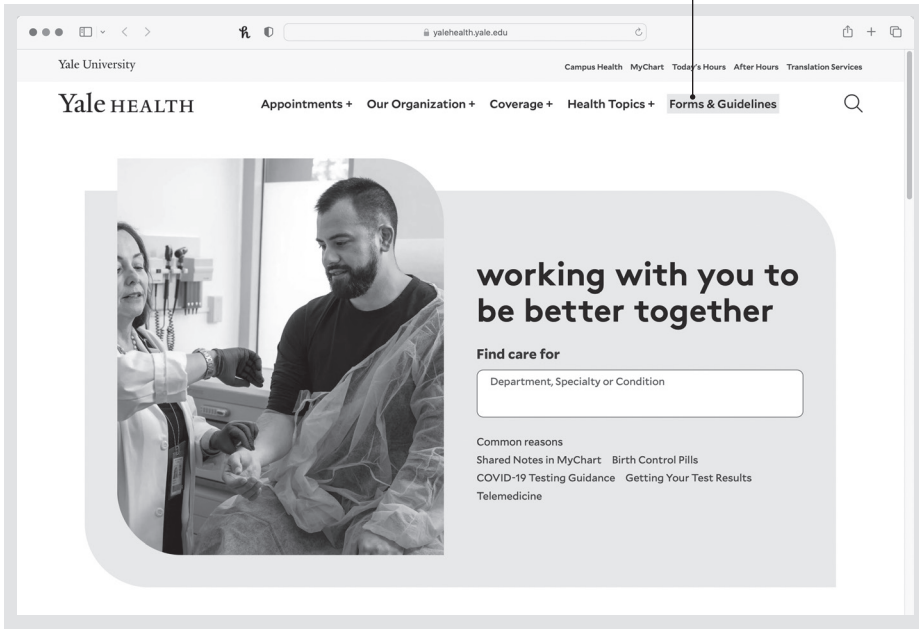 yalehealth.yale.edu
Yale University
Campus Health MyChart Today's Hours After Hours Translation Services
Yale HEALTH
Appointments + Our Organization + Coverage + Health Topics + Forms & Guidelines
working with you to
be better together
Find care for
Department, Specialty or Condition
Common reasons
Shared Notes in MyChart Birth Control Pills
COVID-19 Testing Guidance Getting Your Test Results
Telemedicine